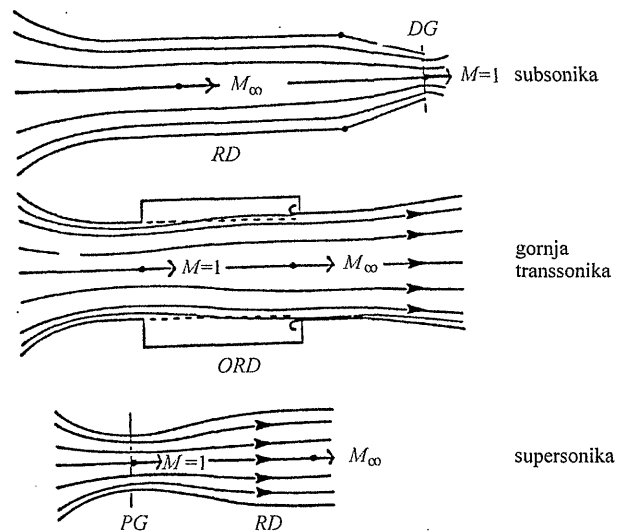 DG
M∞ M=1 subsonika
RD
gornja
transsonika
M=1 M∞
ORD
M=1 M∞ supersonika
PG RD